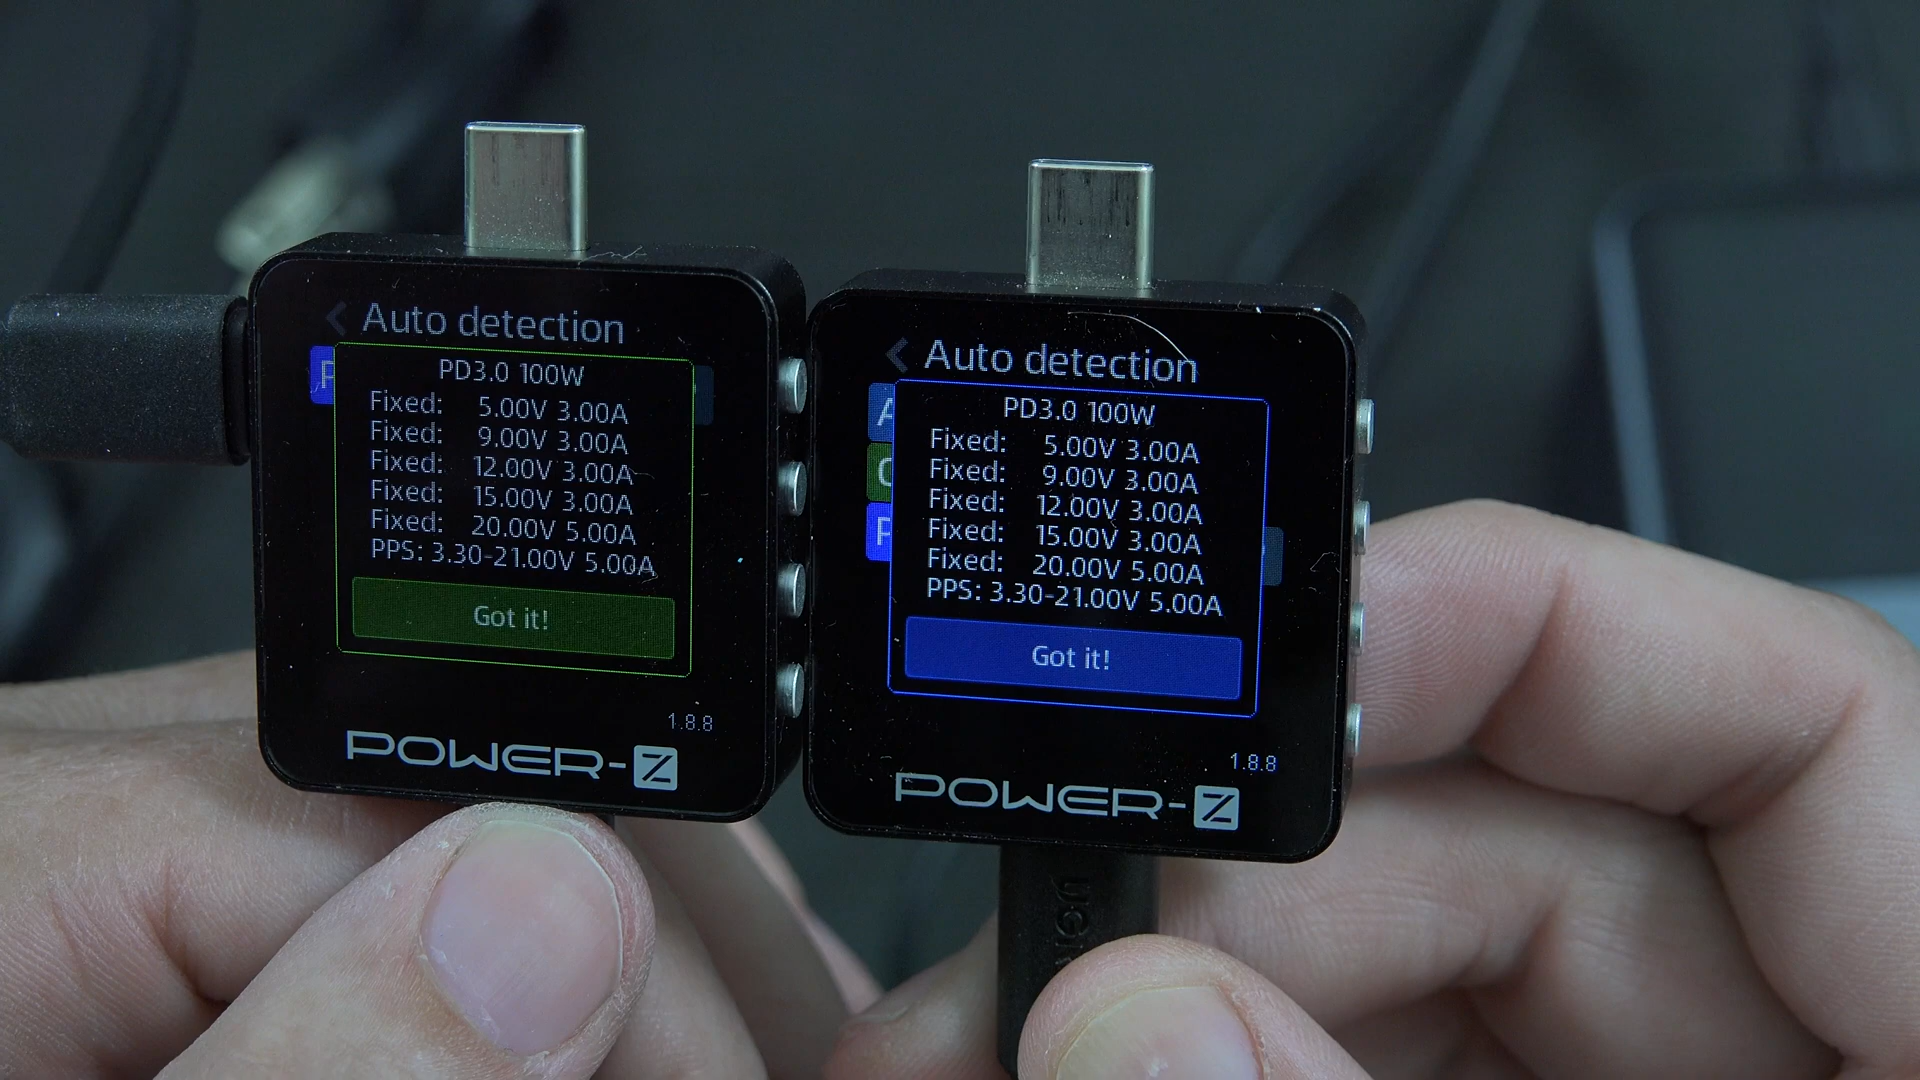 Auto detection
PD3.0 100W
Fixed: 5.00V 3.00A
Fixed: 9.00V 3.00A
Fixed: 12.00V 3.00A
Fixed: 15.00V 3.00A
Fixed: 20.00V 5.00A
PPS: 3.30-21.00V 5.00A
Got it!
1.8.8
POWER-Z
Auto detection
PD3.0 100W
Fixed: 5.00V 3.00A
Fixed: 9.00V 3.00A
Fixed: 12.00V 3.00A
Fixed: 15.00V 3.00A
Fixed: 20.00V 5.00A
PPS: 3.30-21.00V 5.00A
Got it!
1.8.8
POWER-Z